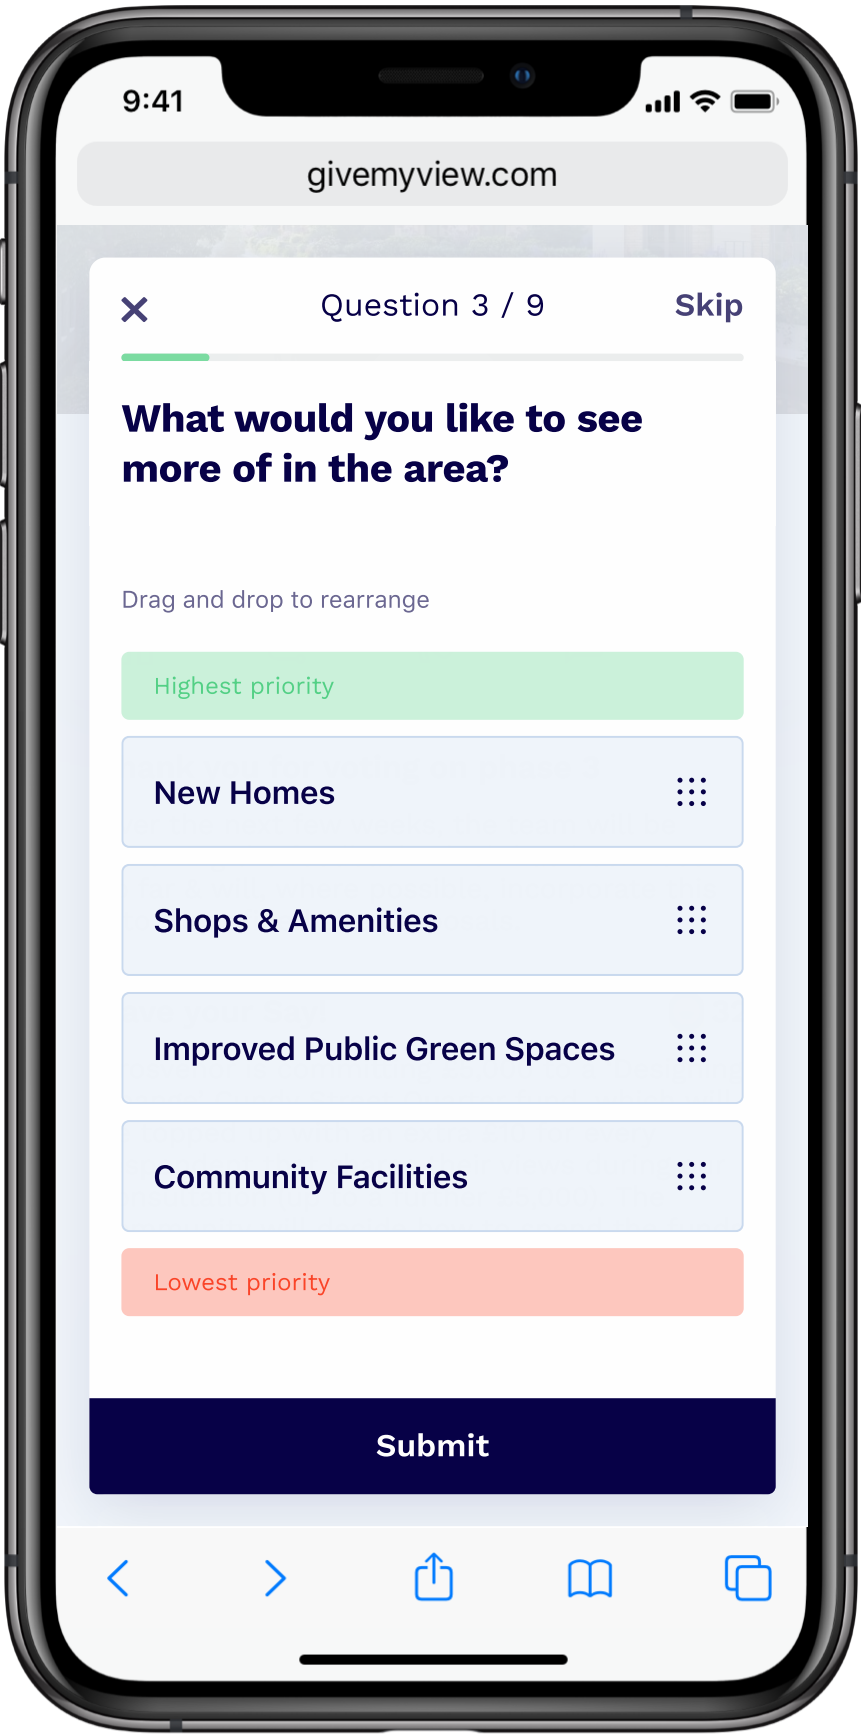 9:41
givemyview.com
Question 3 / 9
Skip
What would you like to see
more of in the area?
Drag and drop to rearrange
Highest priority
New Homes
Shops & Amenities
Improved Public Green Spaces
Community Facilities
Lowest priority
Submit